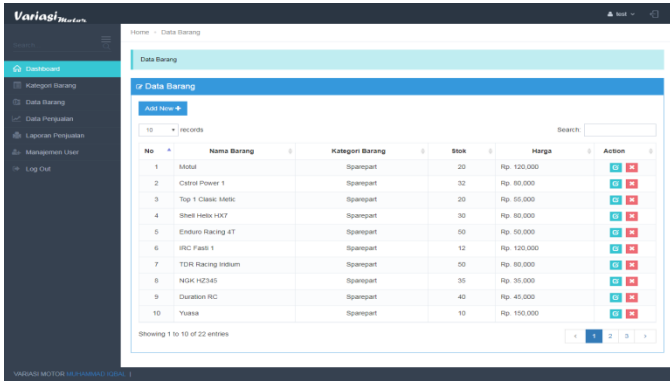 Variasi Motor
test
Home > Data Barang
Search...
Dashboard
Kategori Barang
Data Barang
Data Penjualan
Laporan Penjualan
Manajemen User
Log Out
Data Barang
Data Barang
Add New +
10 records
Search:
No Nama Barang Kategori Barang Stok Harga Action
1 Motul Sparepart 20 Rp. 120,000
2 Cstrol Power 1 Sparepart 32 Rp. 80,000
3 Top 1 Clasic Metic Sparepart 20 Rp. 55,000
4 Shell Helix HX7 Sparepart 30 Rp. 80,000
5 Enduro Racing 4T Sparepart 50 Rp. 50,000
6 IRC Fasti 1 Sparepart 12 Rp. 120,000
7 TDR Racing Iridium Sparepart 50 Rp. 80,000
8 NGK HZ345 Sparepart 35 Rp. 35,000
9 Duration RC Sparepart 40 Rp. 45,000
10 Yuasa Sparepart 10 Rp. 150,000
Showing 1 to 10 of 22 entries
< 1 2 3 >
VARIASI MOTOR MUHAMMAD IQBAL |